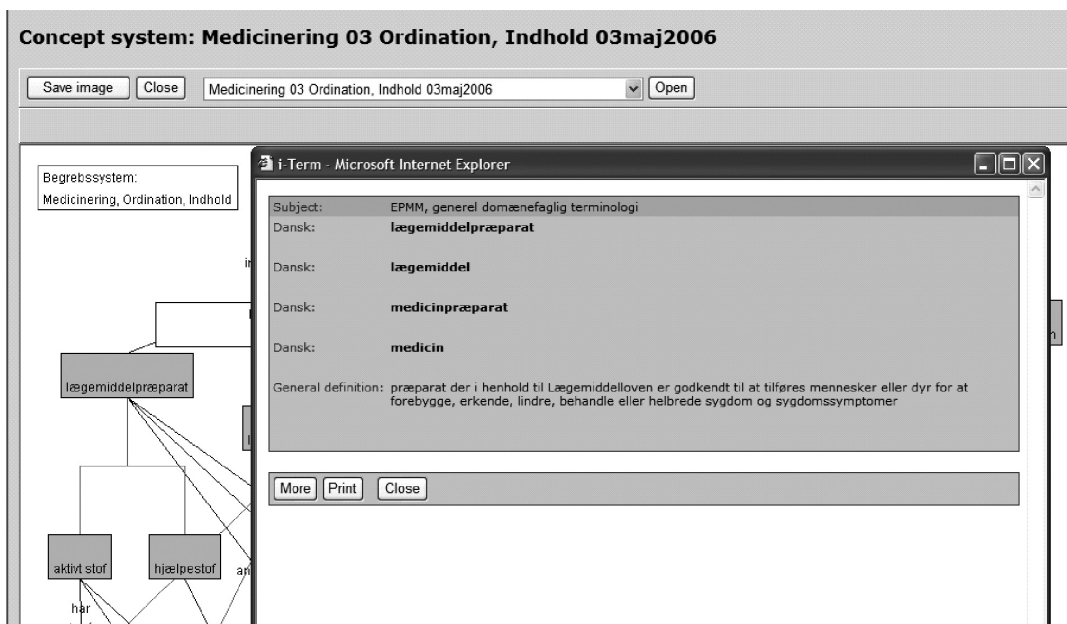 Concept system: Medicinering 03 Ordination, Indhold 03maj2006
Save image Close Medicinering 03 Ordination, Indhold 03maj2006 Open
Begrebssystem:
Medicinering, Ordination, Indhold
i-Term - Microsoft Internet Explorer
Subject: EPMM, generel domænefaglig terminologi
Dansk: lægemiddelpræparat
Dansk: lægemiddel
Dansk: medicinpræparat
Dansk: medicin
General definition: præparat der i henhold til Lægemiddelloven er godkendt til at tilføres mennesker eller dyr for at
forebygge, erkende, lindre, behandle eller helbrede sygdom og sygdomssymptomer
More Print Close
lægemiddelpræparat
aktivt stof
hjælpestof
har